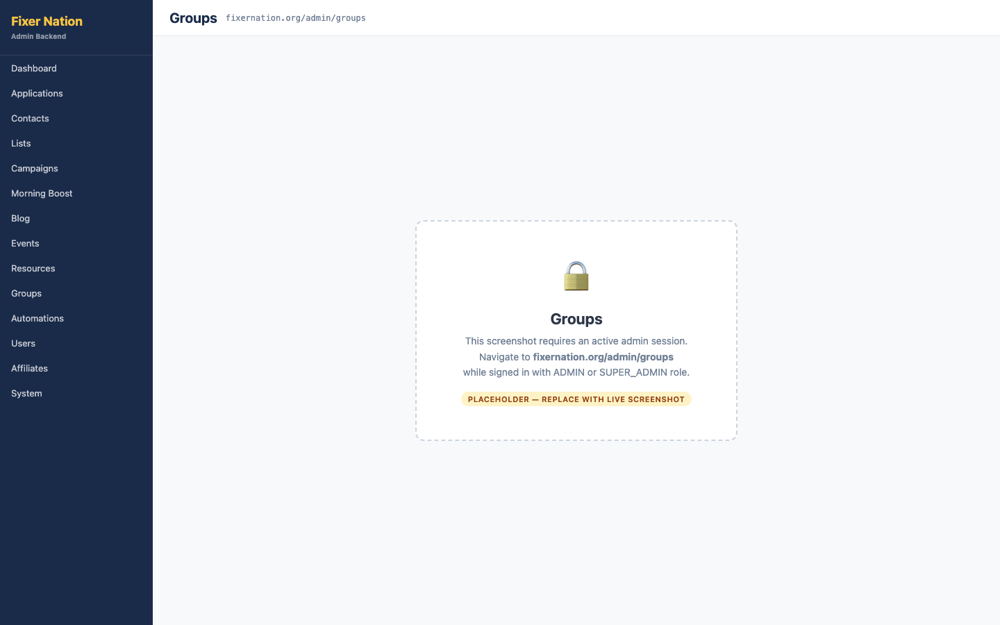 Fixer Nation
Admin Backend
Dashboard
Applications
Contacts
Lists
Campaigns
Morning Boost
Blog
Events
Resources
Groups
Automations
Users
Affiliates
System
Groups fixernation.org/admin/groups
Groups
This screenshot requires an active admin session.
Navigate to fixernation.org/admin/groups
while signed in with ADMIN or SUPER_ADMIN role.
PLACEHOLDER — REPLACE WITH LIVE SCREENSHOT